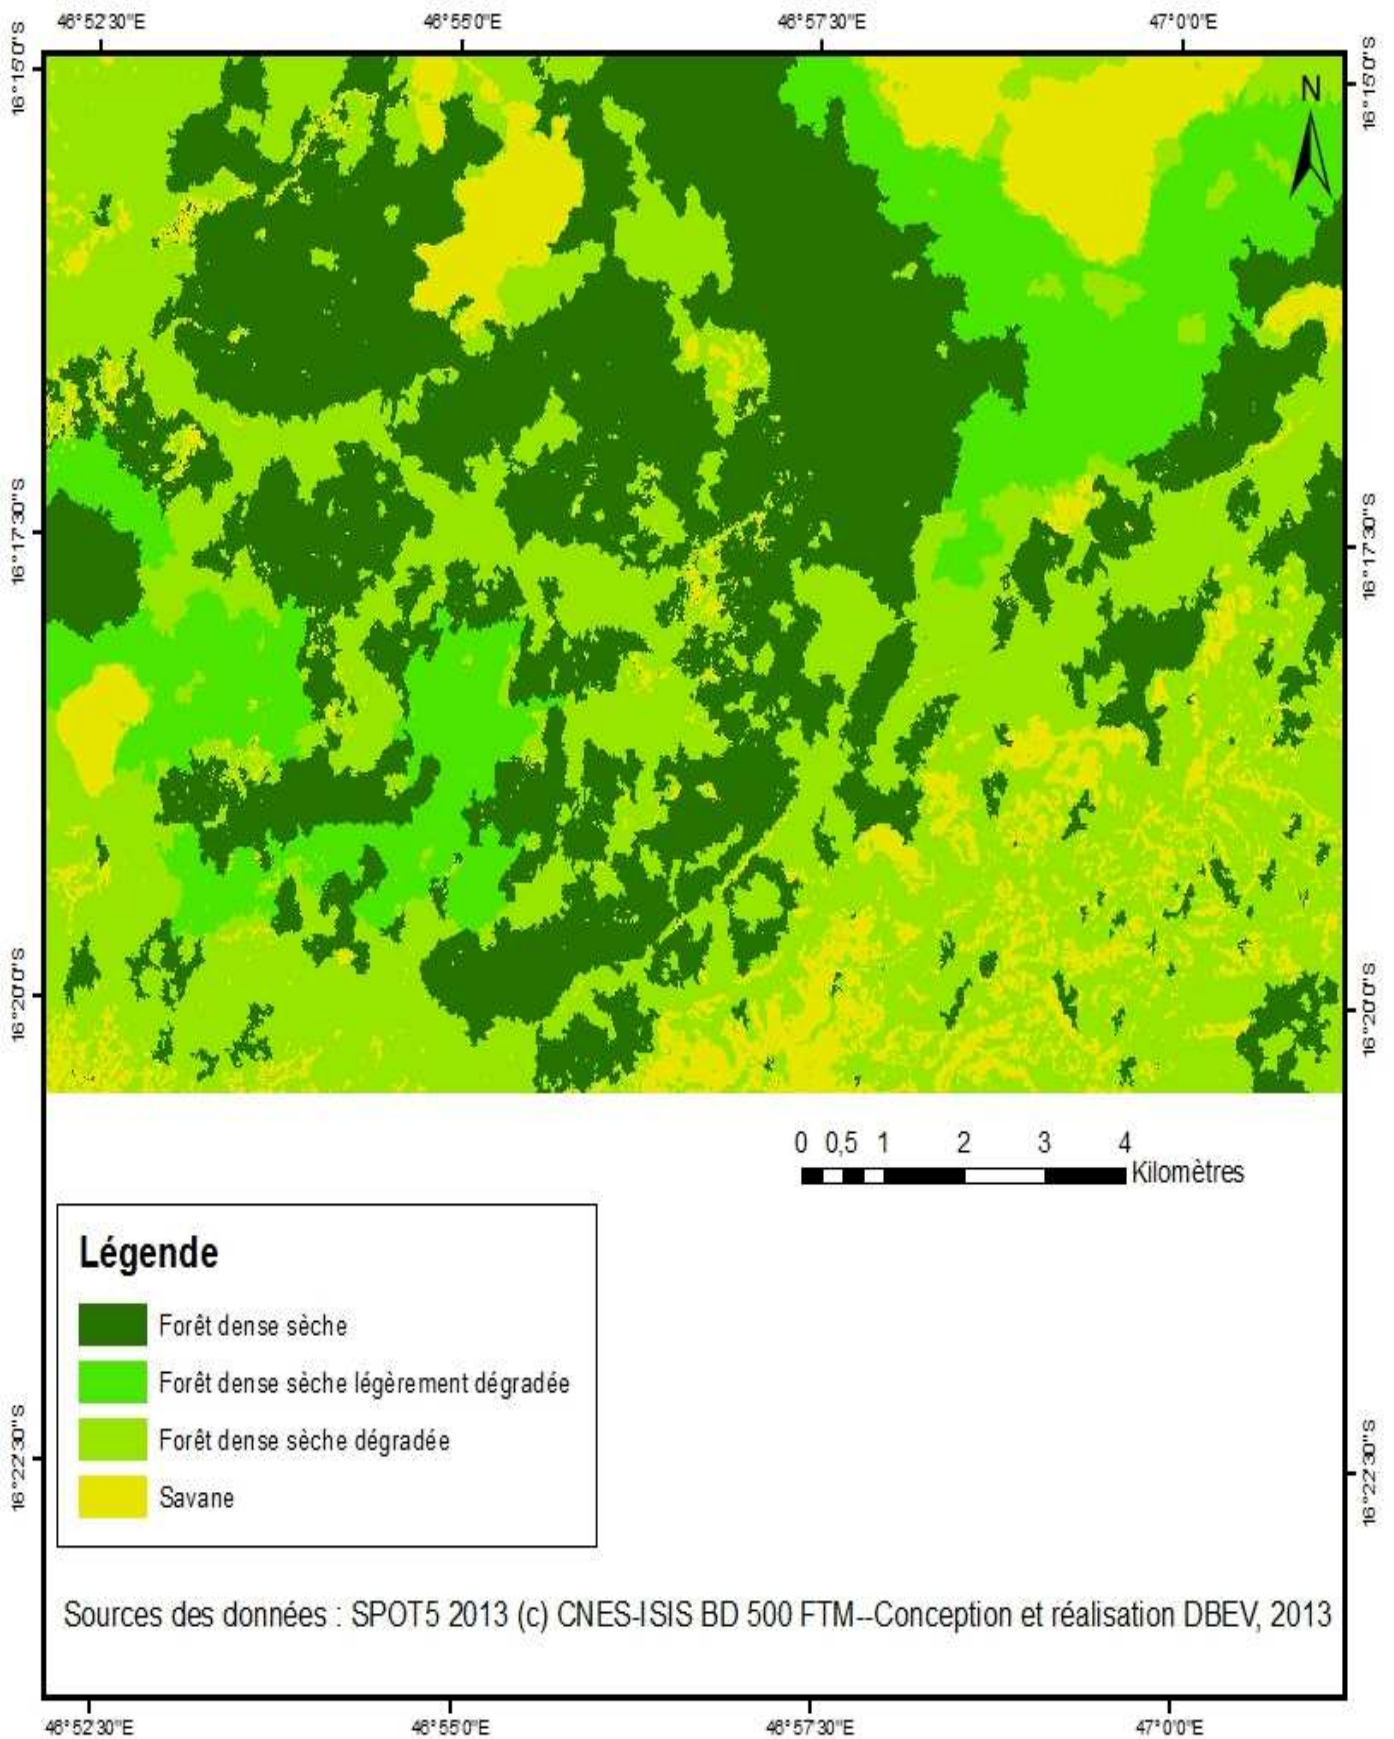 46°52'30"E 46°55'0"E 46°57'30"E 47°0'0"E
16°15'0"S
16°15'0"S
N
16°17'30"S
16°17'30"S
16°20'0"S
16°20'0"S
0 0,5 1 2 3 4
Kilomètres
Légende
Forêt dense sèche
Forêt dense sèche légèrement dégradée
Forêt dense sèche dégradée
Savane
16°22'30"S
16°22'30"S
Sources des données : SPOT5 2013 (c) CNES-ISIS BD 500 FTM--Conception et réalisation DBEV, 2013
46°52'30"E 46°55'0"E 46°57'30"E 47°0'0"E